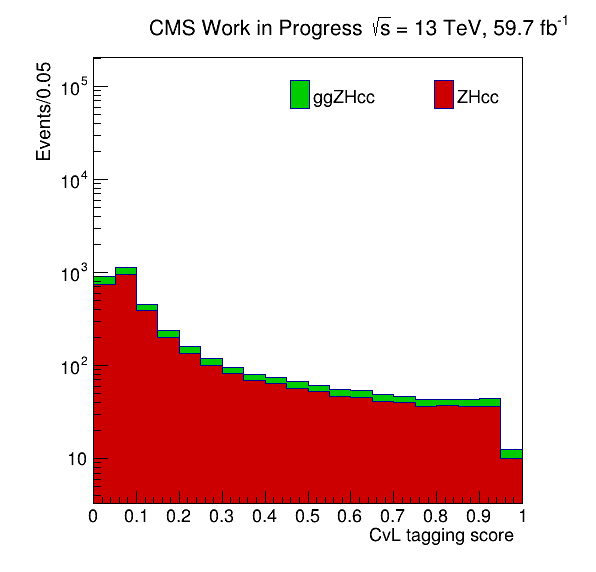 CMS Work in Progress √s = 13 TeV, 59.7 fb⁻¹
Events/0.05
10⁵
10⁴
10³
10²
10
ggZHcc ZHcc
0 0.1 0.2 0.3 0.4 0.5 0.6 0.7 0.8 0.9 1
CvL tagging score